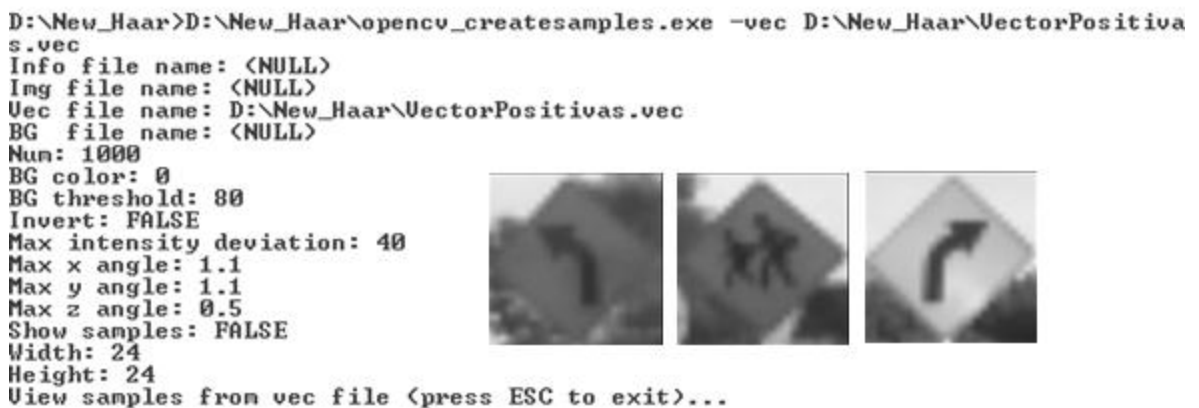 D:\New_Haar>D:\New_Haar\opencv_createsamples.exe -vec D:\New_Haar\VectorPositiva
s.vec
Info file name: (NULL)
Img file name: (NULL)
Vec file name: D:\New_Haar\VectorPositivas.vec
BG  file name: (NULL)
Num: 1000
BG color: 0
BG threshold: 80
Invert: FALSE
Max intensity deviation: 40
Max x angle: 1.1
Max y angle: 1.1
Max z angle: 0.5
Show samples: FALSE
Width: 24
Height: 24
View samples from vec file (press ESC to exit)...